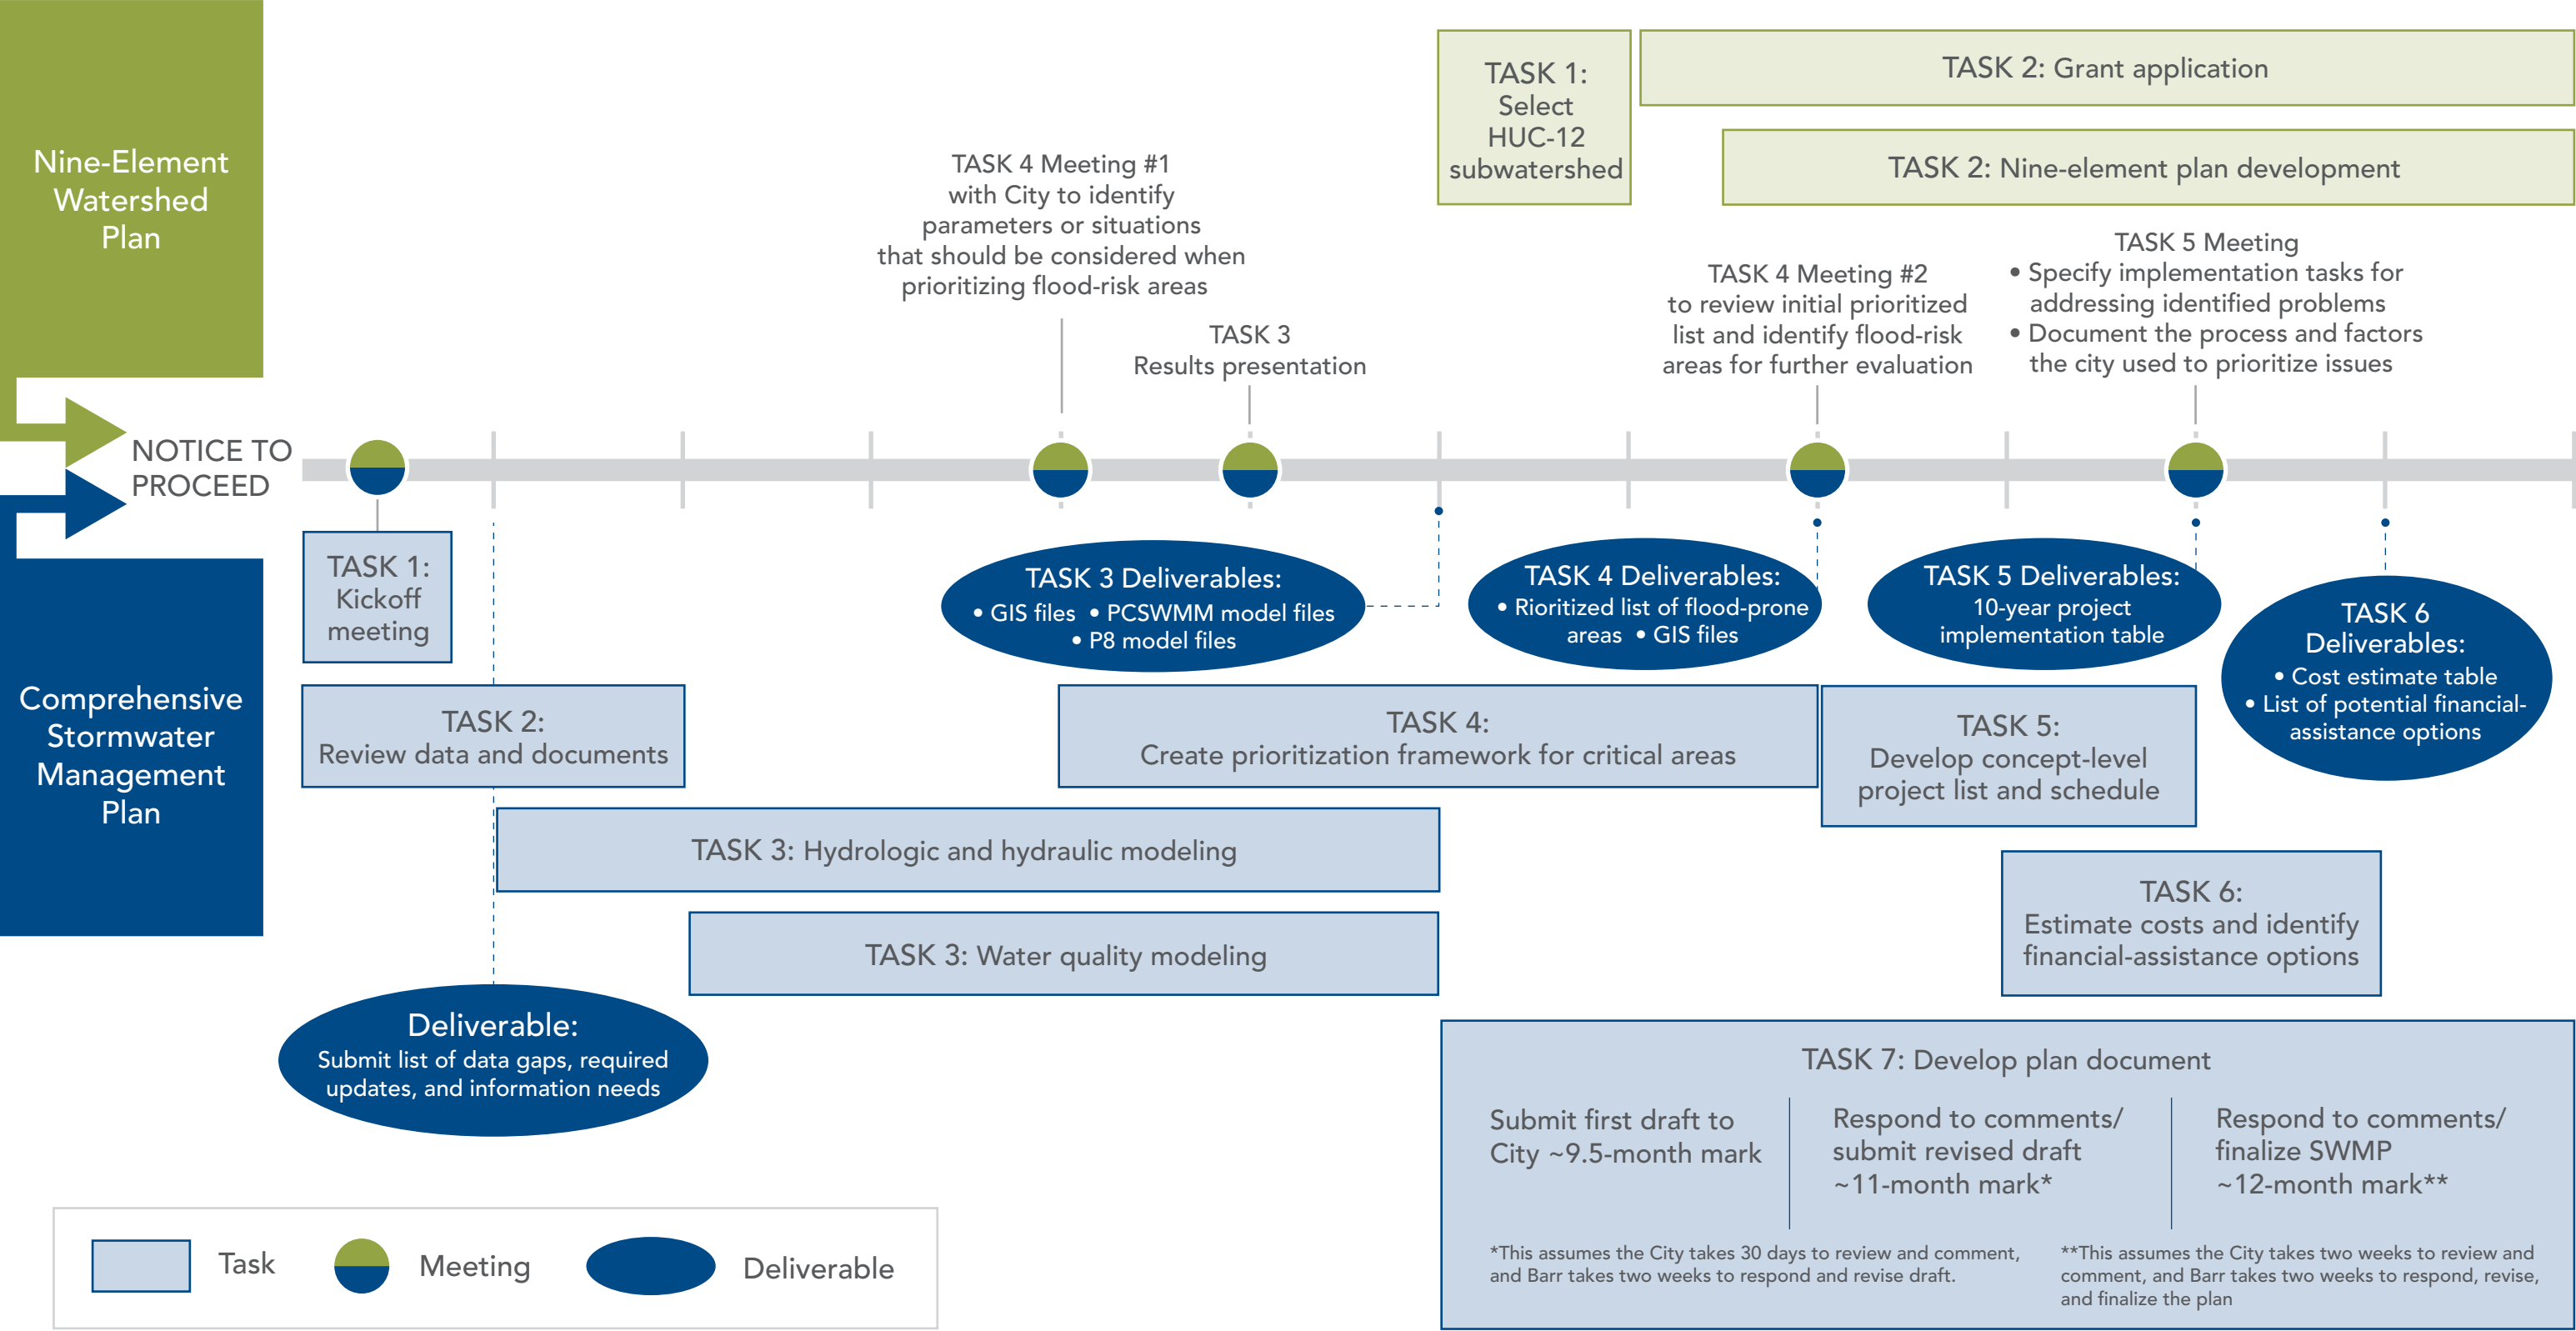 Nine-Element
Watershed
Plan
NOTICE TO
PROCEED
Comprehensive
Stormwater
Management
Plan
TASK 1:
Select
HUC-12
subwatershed
TASK 2: Grant application
TASK 2: Nine-element plan development
TASK 4 Meeting #1
with City to identify
parameters or situations
that should be considered when
prioritizing flood-risk areas
TASK 3
Results presentation
TASK 4 Meeting #2
to review initial prioritized
list and identify flood-risk
areas for further evaluation
TASK 5 Meeting
• Specify implementation tasks for
addressing identified problems
• Document the process and factors
the city used to prioritize issues
TASK 1:
Kickoff
meeting
TASK 3 Deliverables:
• GIS files • PCSWMM model files
• P8 model files
TASK 4 Deliverables:
• Rioritized list of flood-prone
areas • GIS files
TASK 5 Deliverables:
10-year project
implementation table
TASK 6
Deliverables:
• Cost estimate table
• List of potential financial-
assistance options
TASK 2:
Review data and documents
TASK 4:
Create prioritization framework for critical areas
TASK 5:
Develop concept-level
project list and schedule
TASK 3: Hydrologic and hydraulic modeling
TASK 6:
Estimate costs and identify
financial-assistance options
TASK 3: Water quality modeling
Deliverable:
Submit list of data gaps, required
updates, and information needs
TASK 7: Develop plan document
Submit first draft to
City ~9.5-month mark
Respond to comments/
submit revised draft
~11-month mark*
Respond to comments/
finalize SWMP
~12-month mark**
*This assumes the City takes 30 days to review and comment,
and Barr takes two weeks to respond and revise draft.
**This assumes the City takes two weeks to review and
comment, and Barr takes two weeks to respond, revise,
and finalize the plan
Task
Meeting
Deliverable